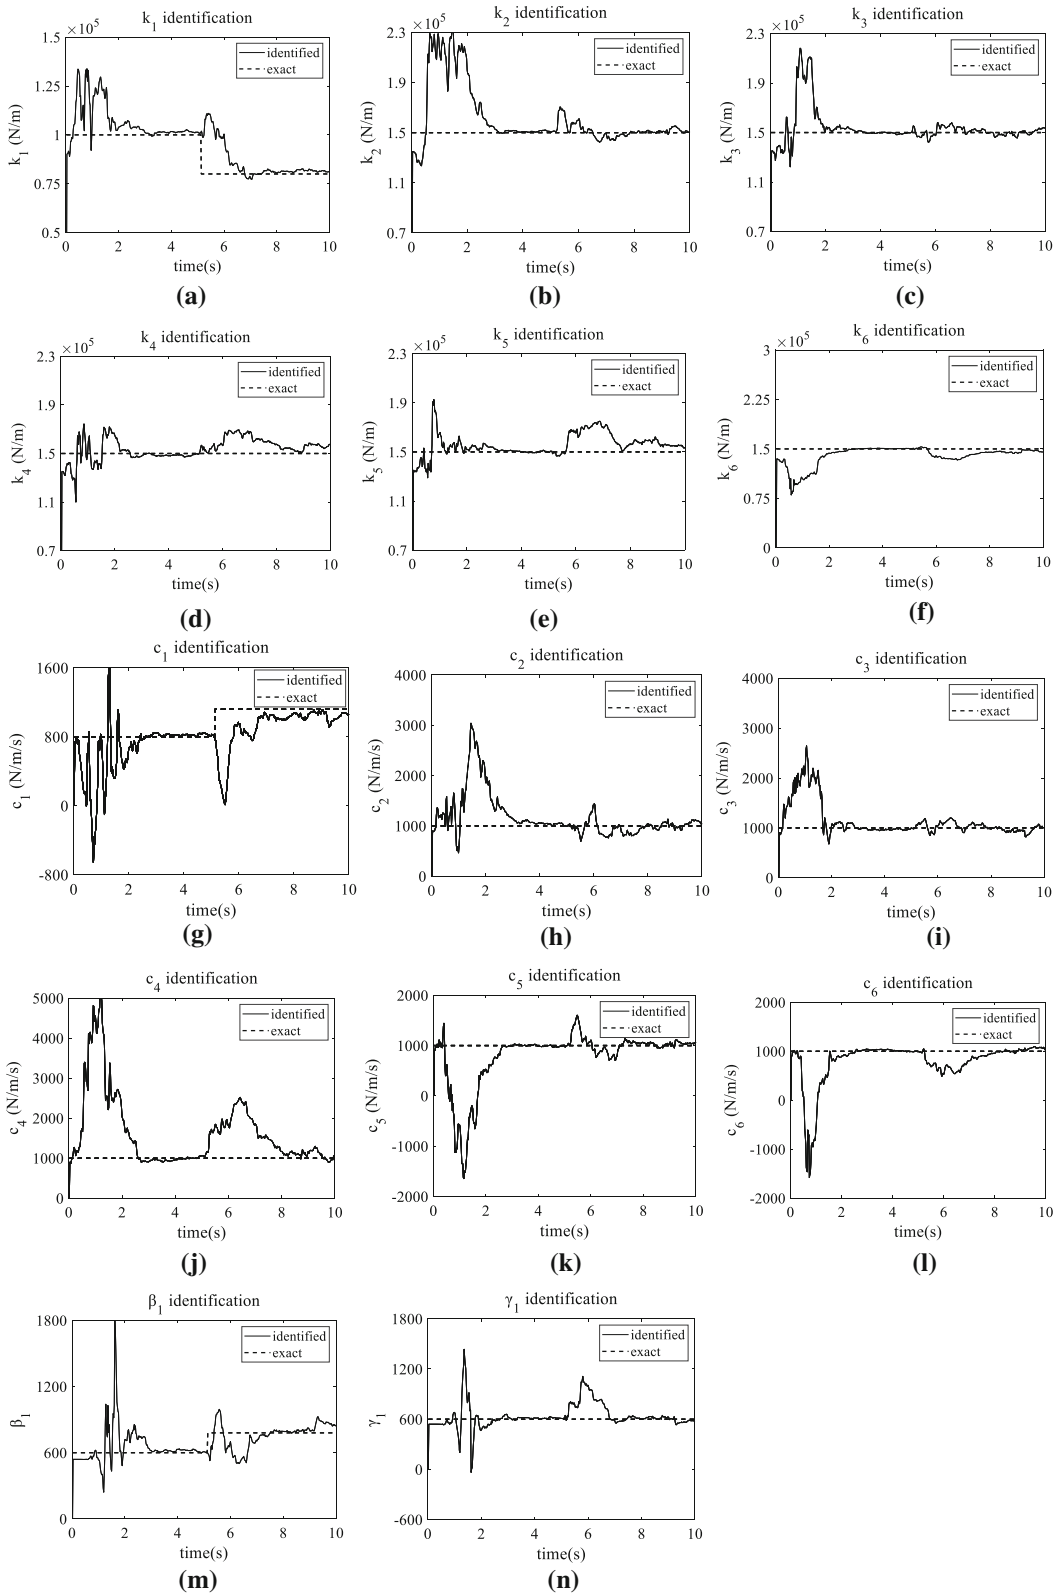 k1 identification
×10^5
1.5
1.25
1
0.75
0.5
k1 (N/m)
identified
exact
0 2 4 6 8 10
time(s)
(a)
k2 identification
×10^5
2.3
1.9
1.5
1.1
0.7
k2 (N/m)
identified
exact
0 2 4 6 8 10
time(s)
(b)
k3 identification
×10^5
2.3
1.9
1.5
1.1
0.7
k3 (N/m)
identified
exact
0 2 4 6 8 10
time(s)
(c)
k4 identification
×10^5
2.3
1.9
1.5
1.1
0.7
k4 (N/m)
identified
exact
0 2 4 6 8 10
time(s)
(d)
k5 identification
×10^5
2.3
1.9
1.5
1.1
0.7
k5 (N/m)
identified
exact
0 2 4 6 8 10
time(s)
(e)
k6 identification
×10^5
3
2.25
1.5
0.75
0
k6 (N/m)
identified
exact
0 2 4 6 8 10
time(s)
(f)
c1 identification
1600
800
0
-800
c1 (N/m/s)
identified
exact
0 2 4 6 8 10
time(s)
(g)
c2 identification
4000
3000
2000
1000
0
c2 (N/m/s)
identified
exact
0 2 4 6 8 10
time(s)
(h)
c3 identification
4000
3000
2000
1000
0
c3 (N/m/s)
identified
exact
0 2 4 6 8 10
time(s)
(i)
c4 identification
5000
4000
3000
2000
1000
0
c4 (N/m/s)
identified
exact
0 2 4 6 8 10
time(s)
(j)
c5 identification
2000
1000
0
-1000
-2000
c5 (N/m/s)
identified
exact
0 2 4 6 8 10
time(s)
(k)
c6 identification
2000
1000
0
-1000
-2000
c6 (N/m/s)
identified
exact
0 2 4 6 8 10
time(s)
(l)
β1 identification
1800
1200
600
0
β1
identified
exact
0 2 4 6 8 10
time(s)
(m)
γ1 identification
1800
1200
600
0
-600
γ1
identified
exact
0 2 4 6 8 10
time(s)
(n)